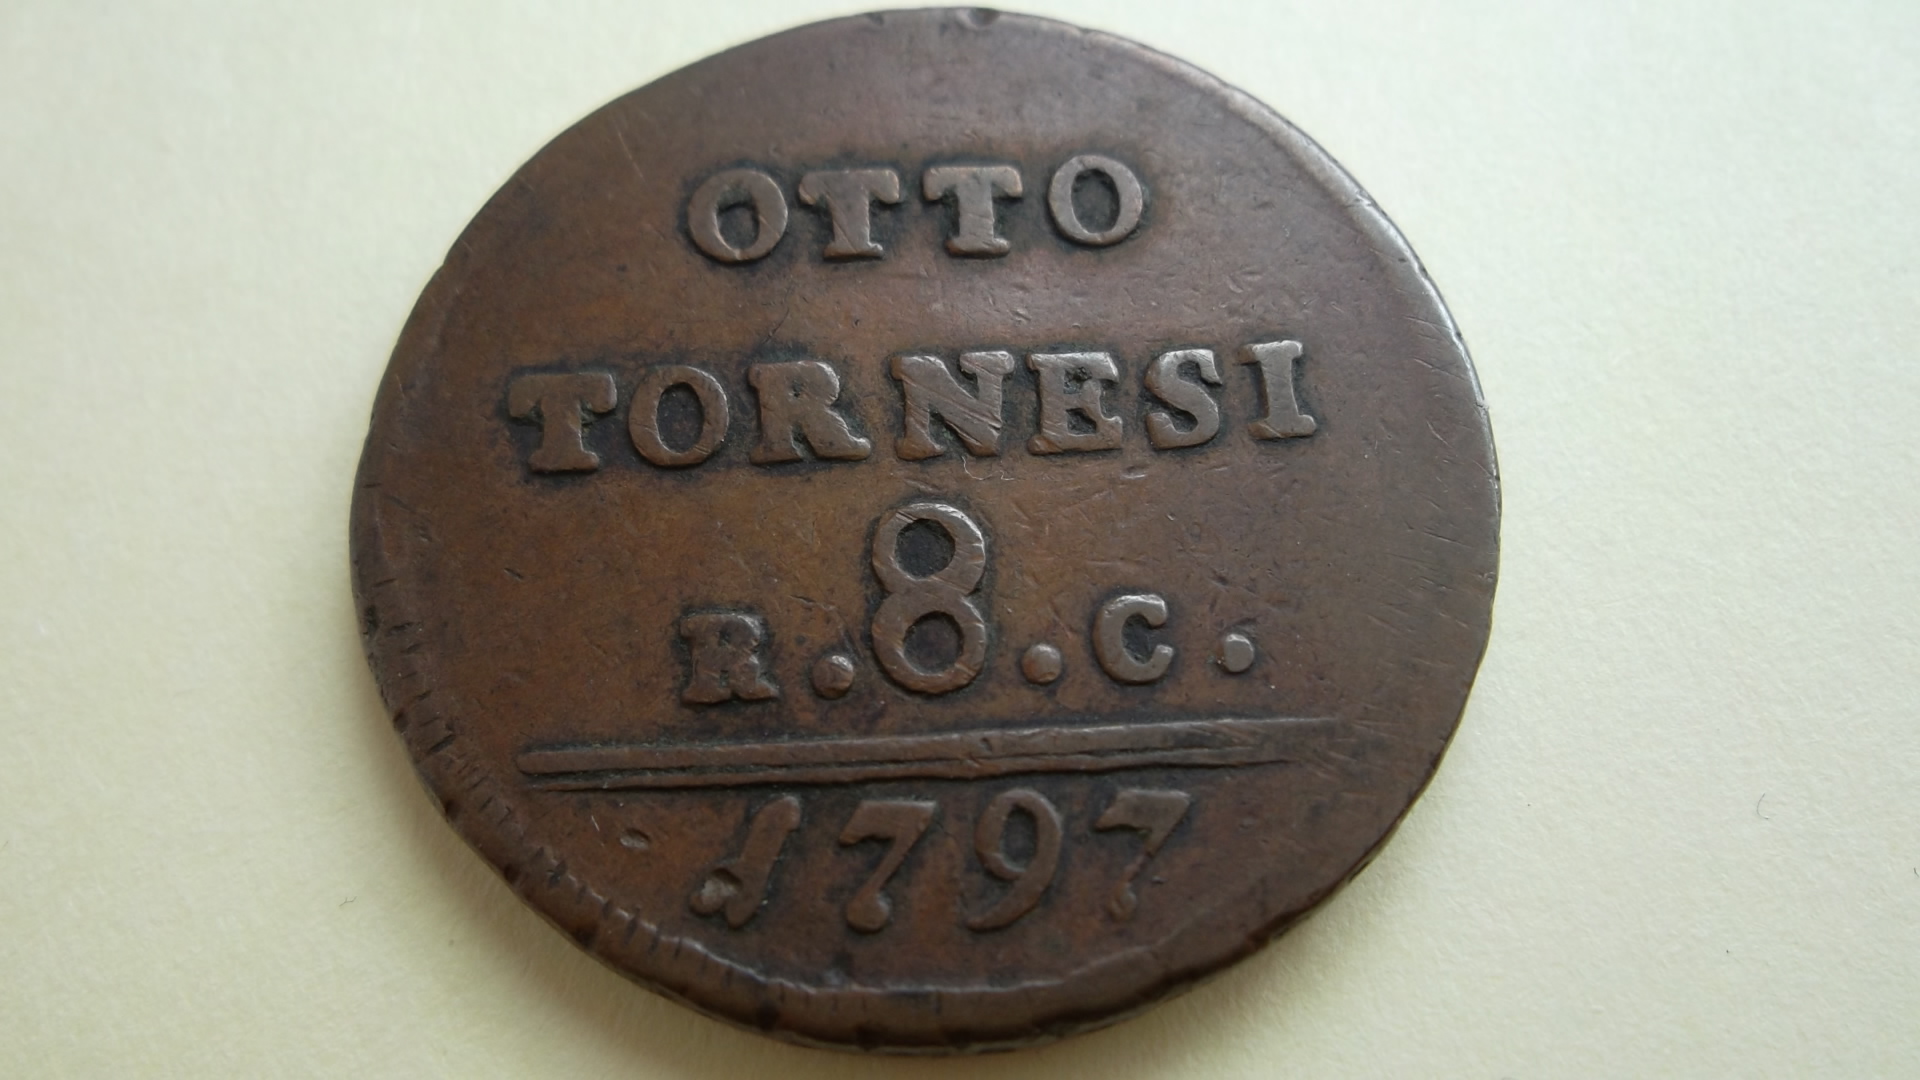 OTTO
TORNESI
R.8.C.
1797